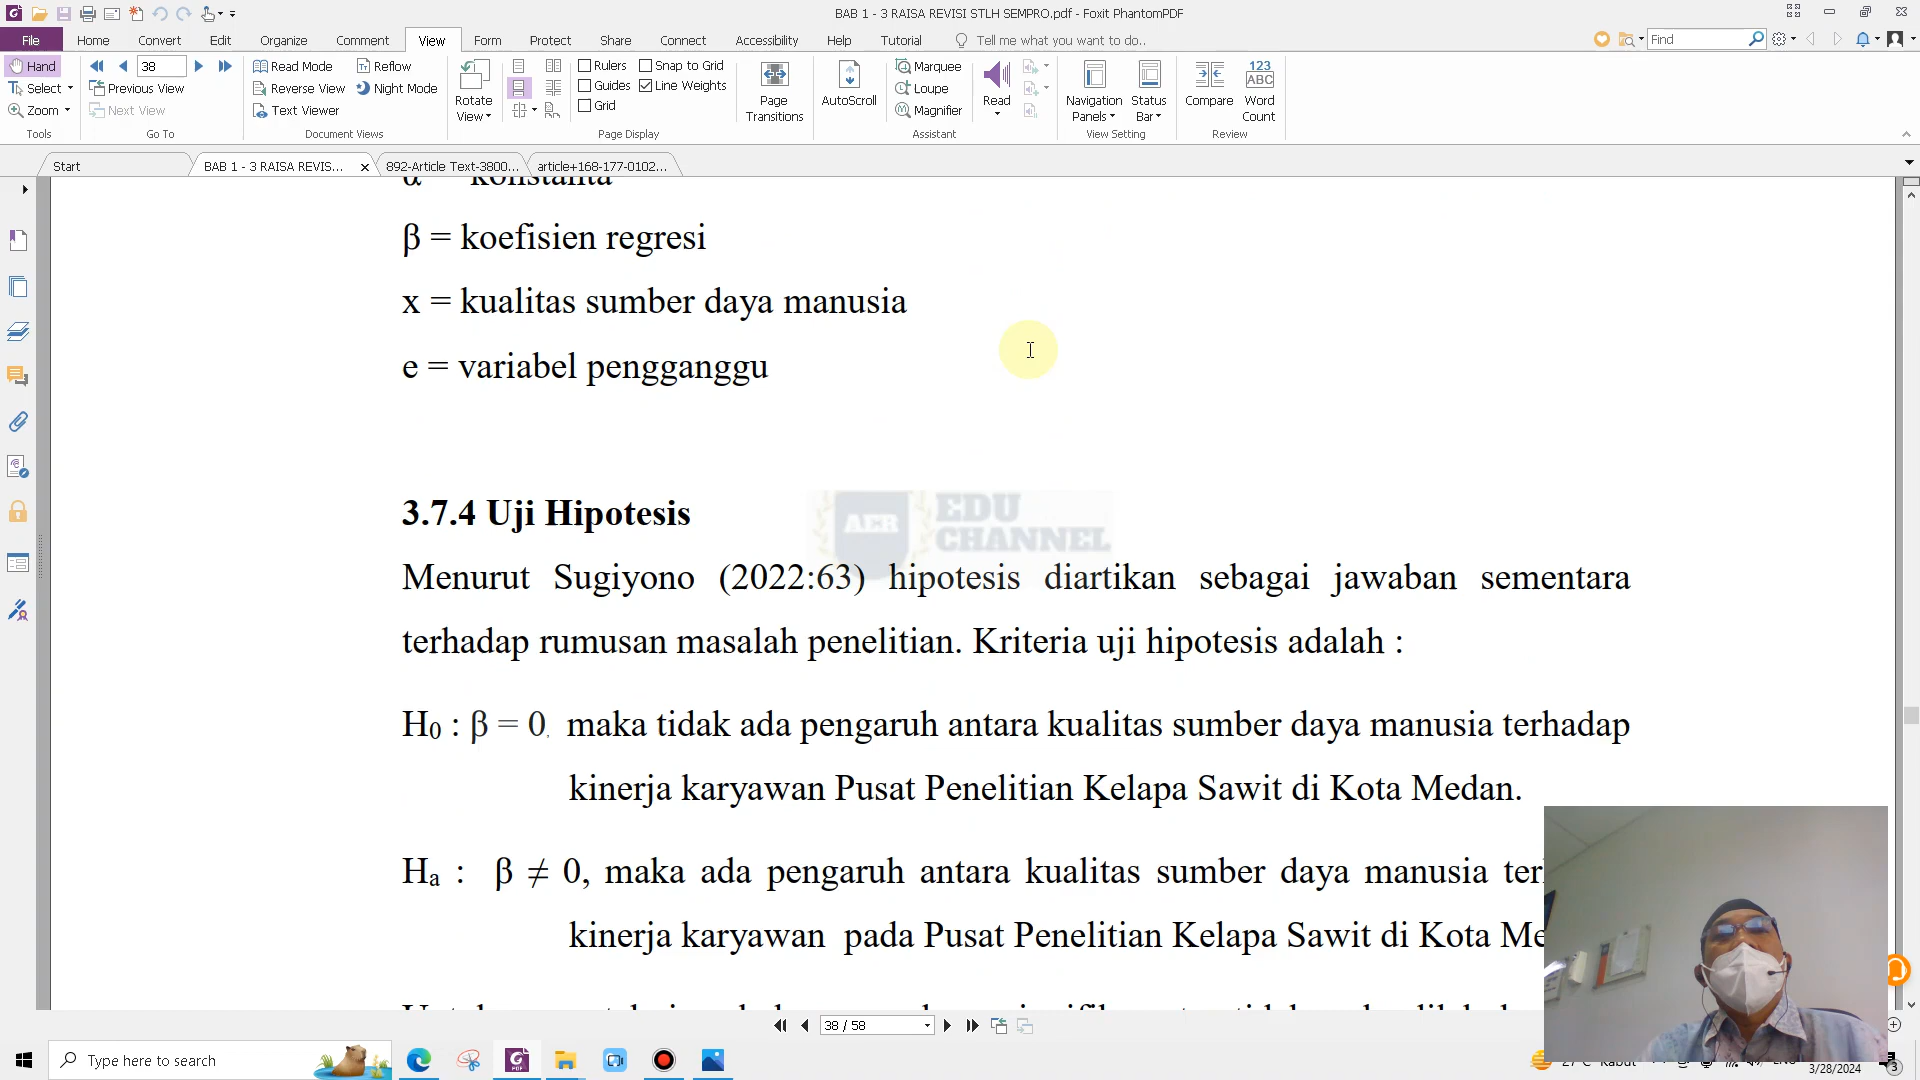 BAB 1 - 3 RAISA REVISI STLH SEMPRO.pdf - Foxit PhantomPDF
File Home Convert Edit Organize Comment View Form Protect Share Connect Accessibility Help Tutorial Tell me what you want to do.. Find
Hand 38 Read Mode Reflow Rulers Snap to Grid Marquee 123
Select Previous View Reverse View Night Mode Guides Line Weights Loupe ABC
Zoom Next View Text Viewer Grid Magnifier
Rotate View Page Transitions AutoScroll Read Navigation Panels Status Bar Compare Word Count
Tools Go To Document Views Page Display Assistant View Setting Review
Start BAB 1 - 3 RAISA REVIS... 892-Article Text-3800... article+168-177-0102...
α konstanta
β = koefisien regresi
x = kualitas sumber daya manusia
e = variabel pengganggu
AER EDU CHANNEL
3.7.4 Uji Hipotesis
Menurut Sugiyono (2022:63) hipotesis diartikan sebagai jawaban sementara
terhadap rumusan masalah penelitian. Kriteria uji hipotesis adalah :
H0 : β = 0, maka tidak ada pengaruh antara kualitas sumber daya manusia terhadap
kinerja karyawan Pusat Penelitian Kelapa Sawit di Kota Medan.
Ha : β ≠ 0, maka ada pengaruh antara kualitas sumber daya manusia
kinerja karyawan pada Pusat Penelitian Kelapa Sawit di Kota
38 / 58
Type here to search
27°C Kabut
3/28/2024
3